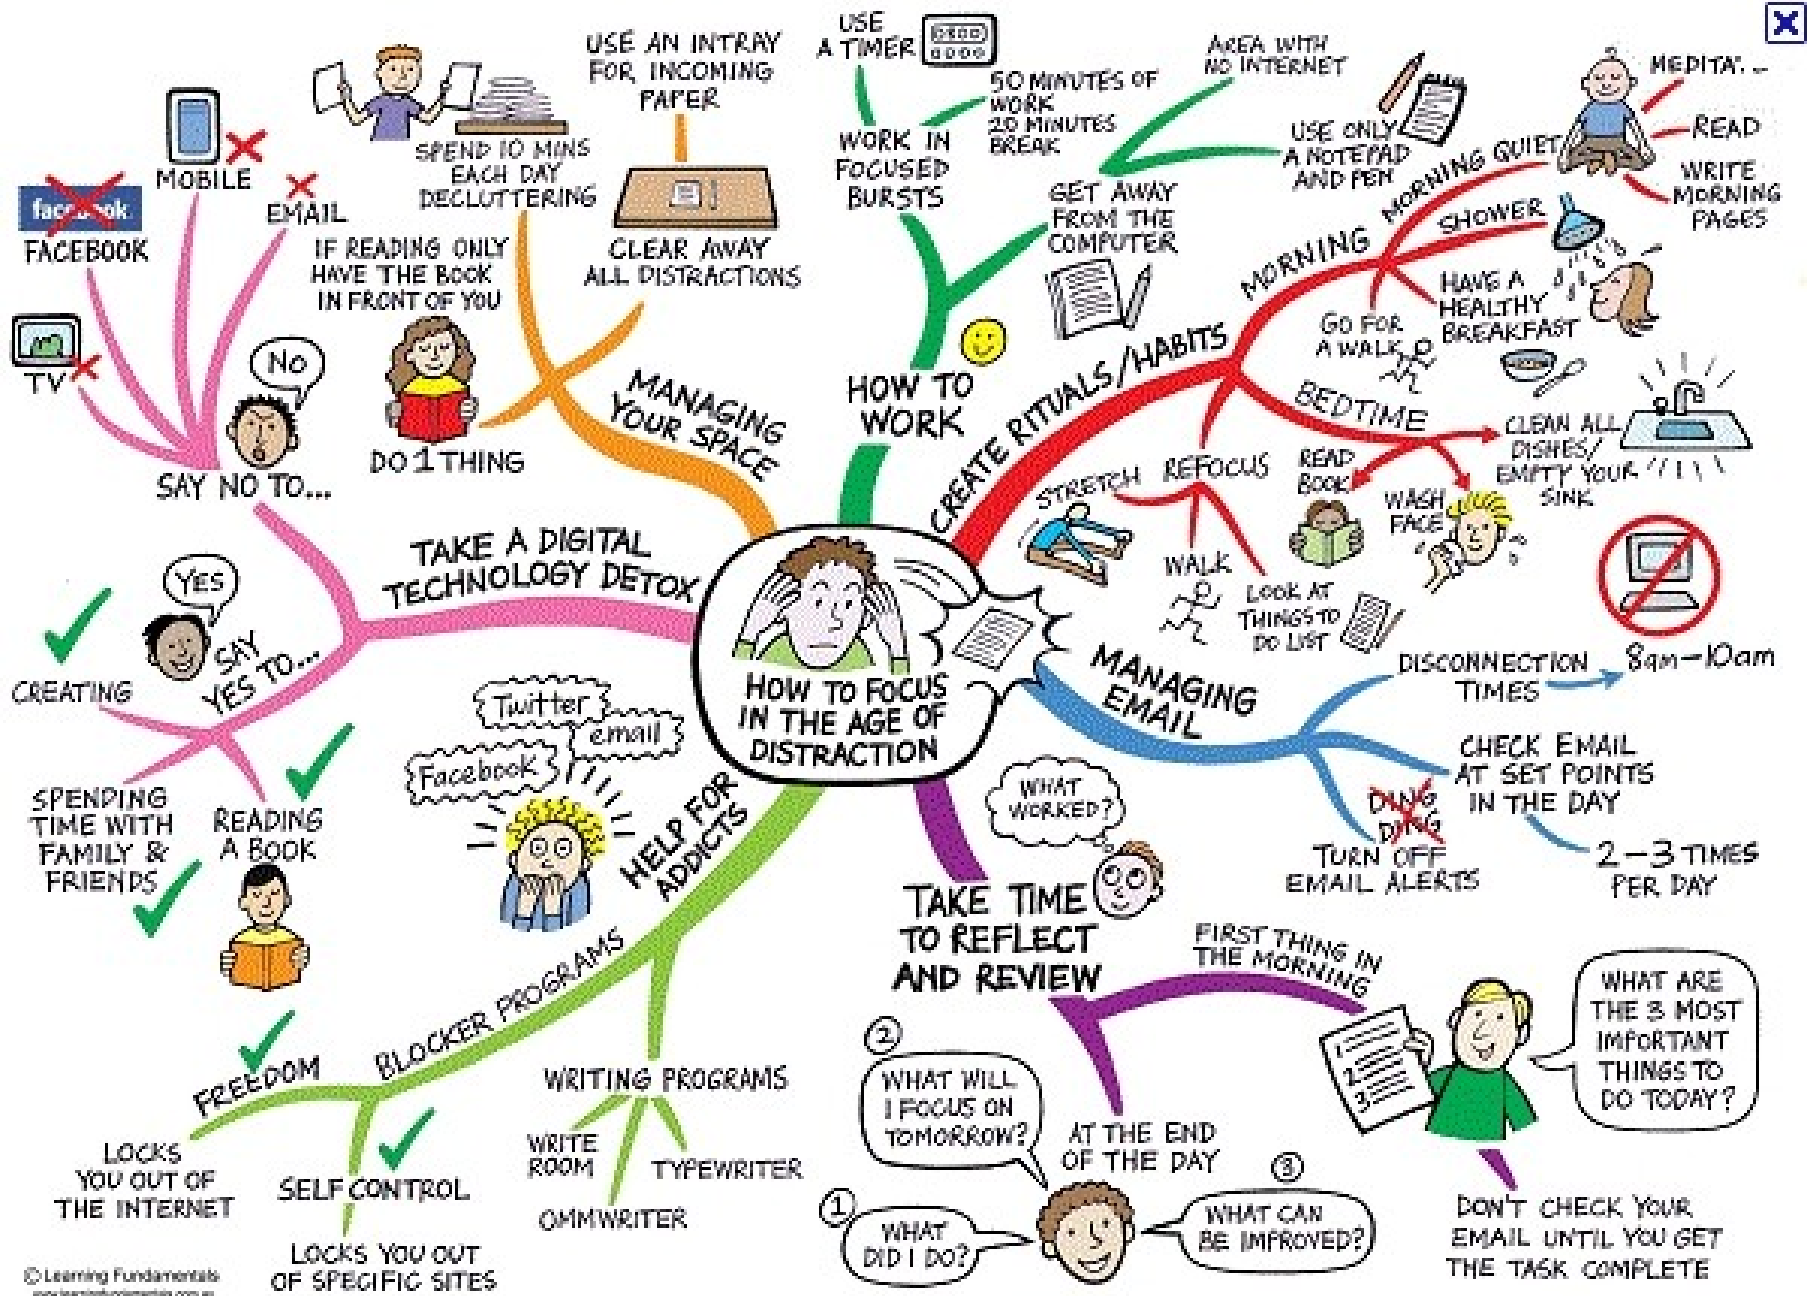 HOW TO FOCUS
IN THE AGE OF
DISTRACTION
HOW TO
WORK
WORK IN
FOCUSED
BURSTS
USE
A TIMER
50 MINUTES OF
WORK
20 MINUTES
BREAK
GET AWAY
FROM THE
COMPUTER
AREA WITH
NO INTERNET
USE ONLY
A NOTEPAD
AND PEN
CREATE RITUALS/HABITS
MORNING
MORNING QUIET
READ
WRITE
MORNING
PAGES
SHOWER
HAVE A
HEALTHY
BREAKFAST
GO FOR
A WALK
BEDTIME
CLEAN ALL
DISHES/
EMPTY YOUR
SINK
WASH
FACE
READ
BOOK
REFOCUS
STRETCH
WALK
LOOK AT
THINGS TO
DO LIST
MANAGING
EMAIL
DISCONNECTION
TIMES
8am-10am
CHECK EMAIL
AT SET POINTS
IN THE DAY
2-3 TIMES
PER DAY
DING
DING
TURN OFF
EMAIL ALERTS
TAKE TIME
TO REFLECT
AND REVIEW
WHAT
WORKED?
FIRST THING IN
THE MORNING
1
2
3
WHAT ARE
THE 3 MOST
IMPORTANT
THINGS TO
DO TODAY?
DON'T CHECK YOUR
EMAIL UNTIL YOU GET
THE TASK COMPLETE
AT THE END
OF THE DAY
1
WHAT
DID I DO?
2
WHAT WILL
I FOCUS ON
TOMORROW?
3
WHAT CAN
BE IMPROVED?
HELP FOR
ADDICTS
Twitter
email
Facebook
WRITING PROGRAMS
WRITE
ROOM
OMMWRITER
TYPEWRITER
BLOCKER PROGRAMS
FREEDOM
LOCKS
YOU OUT OF
THE INTERNET
SELF CONTROL
LOCKS YOU OUT
OF SPECIFIC SITES
TAKE A DIGITAL
TECHNOLOGY DETOX
SAY
YES TO...
YES
CREATING
SPENDING
TIME WITH
FAMILY &
FRIENDS
READING
A BOOK
SAY NO TO...
NO
TV
facebook
FACEBOOK
MOBILE
EMAIL
MANAGING
YOUR SPACE
DO 1 THING
IF READING ONLY
HAVE THE BOOK
IN FRONT OF YOU
SPEND 10 MINS
EACH DAY
DECLUTTERING
CLEAR AWAY
ALL DISTRACTIONS
USE AN INTRAY
FOR INCOMING
PAPER
© Learning Fundamentals